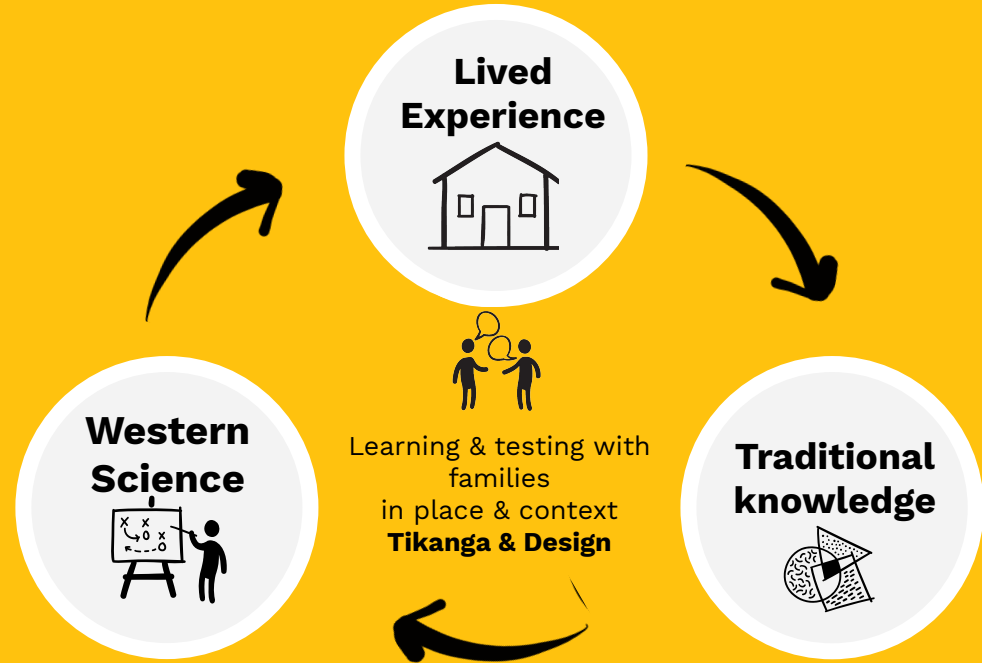 Lived
Experience
Western
Science
Learning & testing with
families
in place & context
Tikanga & Design
Traditional
knowledge